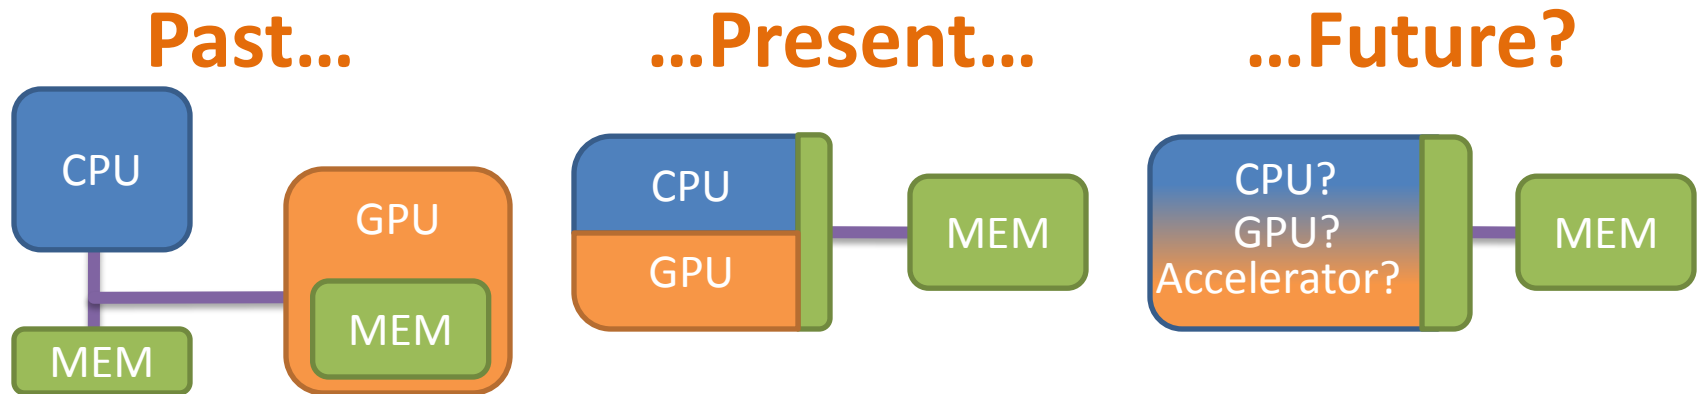 Past...
CPU
GPU
MEM
MEM
...Present...
CPU
GPU
MEM
...Future?
CPU?
GPU?
Accelerator?
MEM